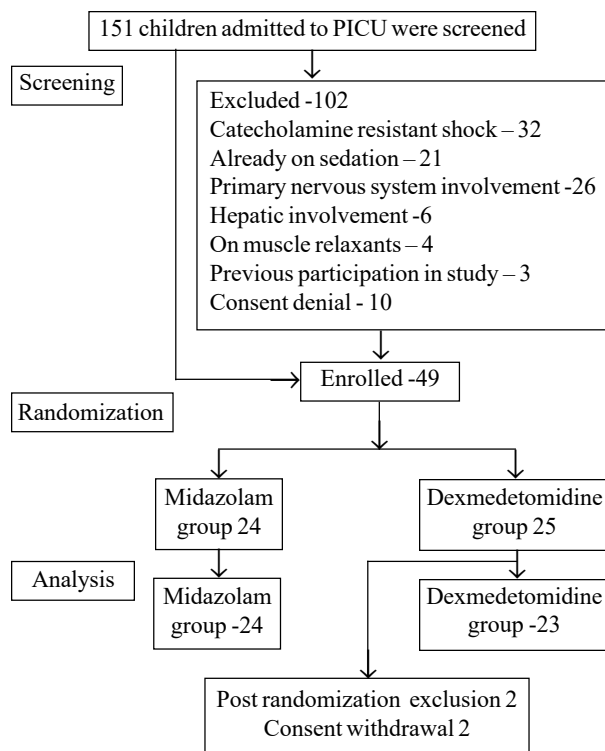 151 children admitted to PICU were screened
Screening
Excluded -102
Catecholamine resistant shock – 32
Already on sedation – 21
Primary nervous system involvement -26
Hepatic involvement -6
On muscle relaxants – 4
Previous participation in study – 3
Consent denial - 10
Enrolled -49
Randomization
Midazolam
group 24
Dexmedetomidine
group 25
Analysis
Midazolam
group -24
Dexmedetomidine
group -23
Post randomization exclusion 2
Consent withdrawal 2